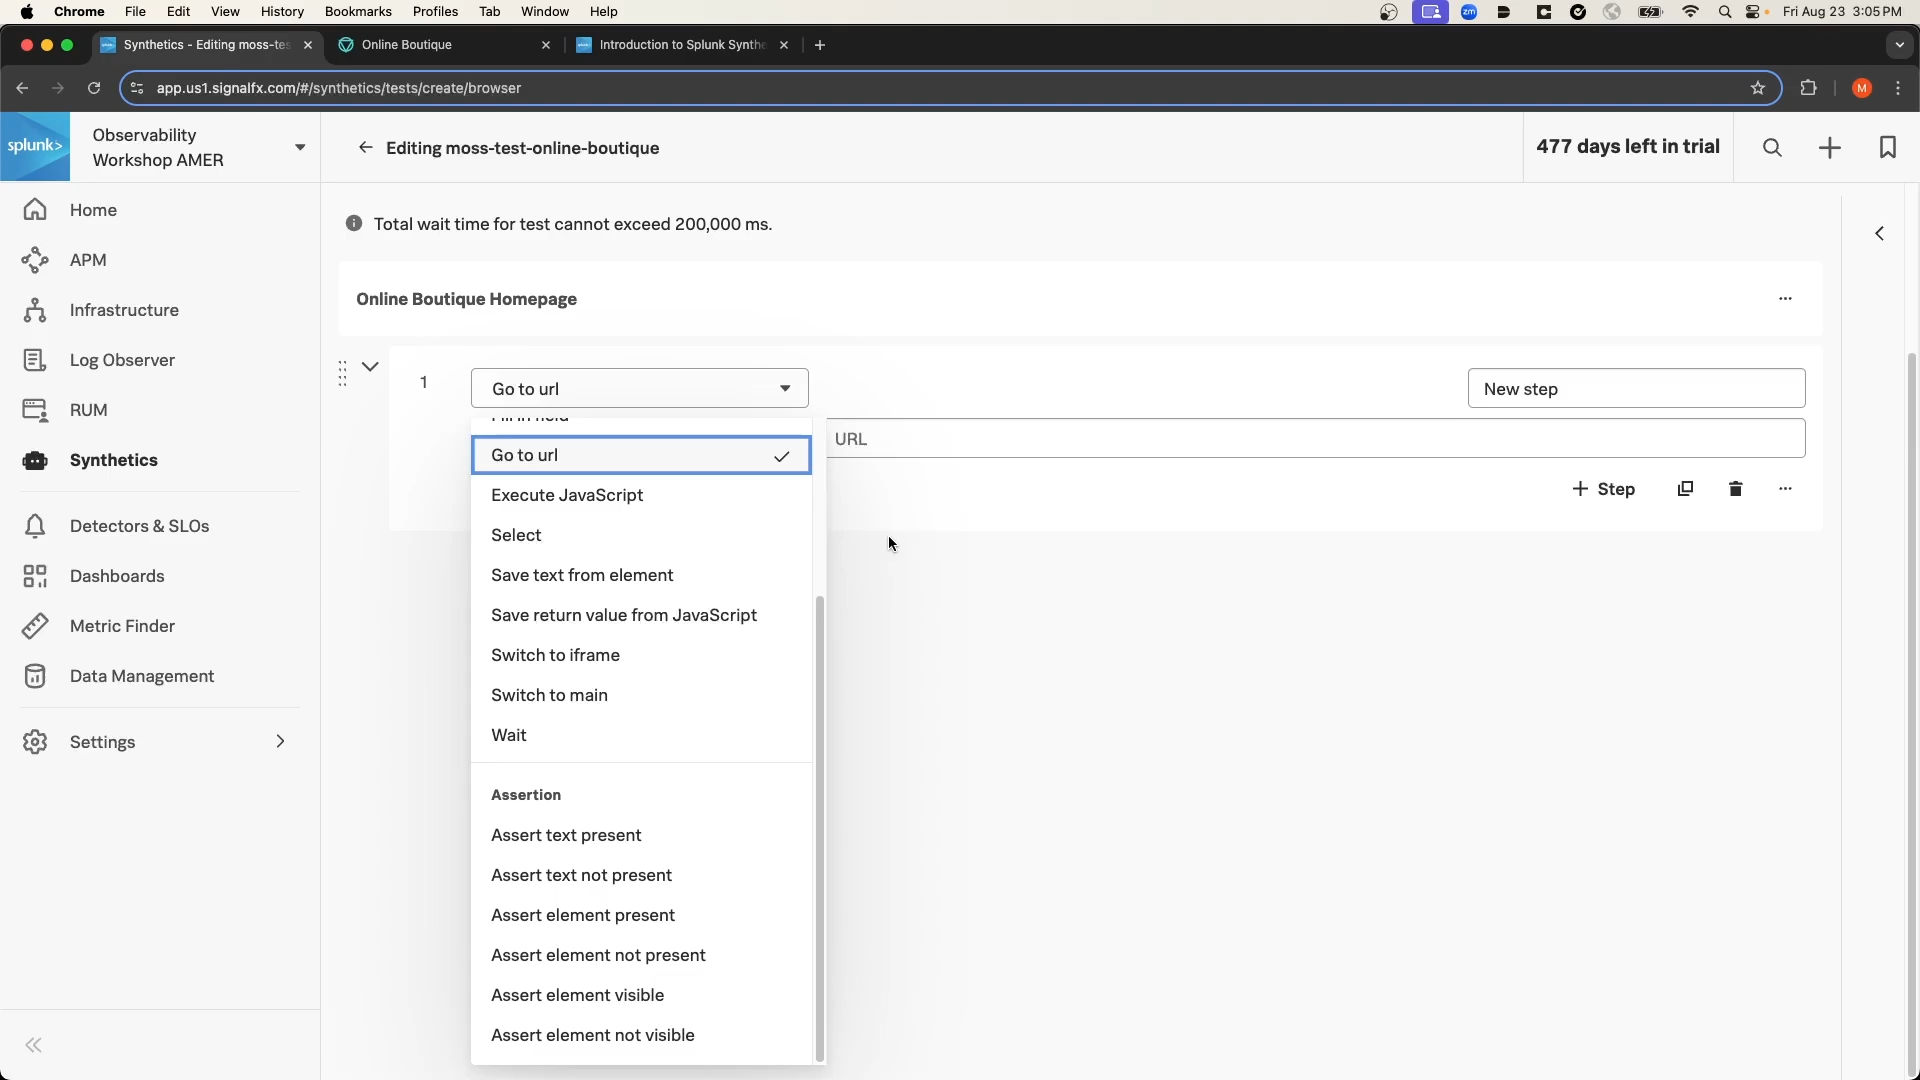 Chrome File Edit View History Bookmarks Profiles Tab Window Help
zm
Fri Aug 23 3:05 PM
Synthetics - Editing moss-tes
Online Boutique
Introduction to Splunk Synthe
app.us1.signalfx.com/#/synthetics/tests/create/browser
M
splunk>
Observability
Workshop AMER
Editing moss-test-online-boutique
477 days left in trial
Home
APM
Infrastructure
Log Observer
RUM
Synthetics
Detectors & SLOs
Dashboards
Metric Finder
Data Management
Settings
Total wait time for test cannot exceed 200,000 ms.
Online Boutique Homepage
1
Go to url
New step
URL
Step
Fill in field
Go to url
Execute JavaScript
Select
Save text from element
Save return value from JavaScript
Switch to iframe
Switch to main
Wait
Assertion
Assert text present
Assert text not present
Assert element present
Assert element not present
Assert element visible
Assert element not visible